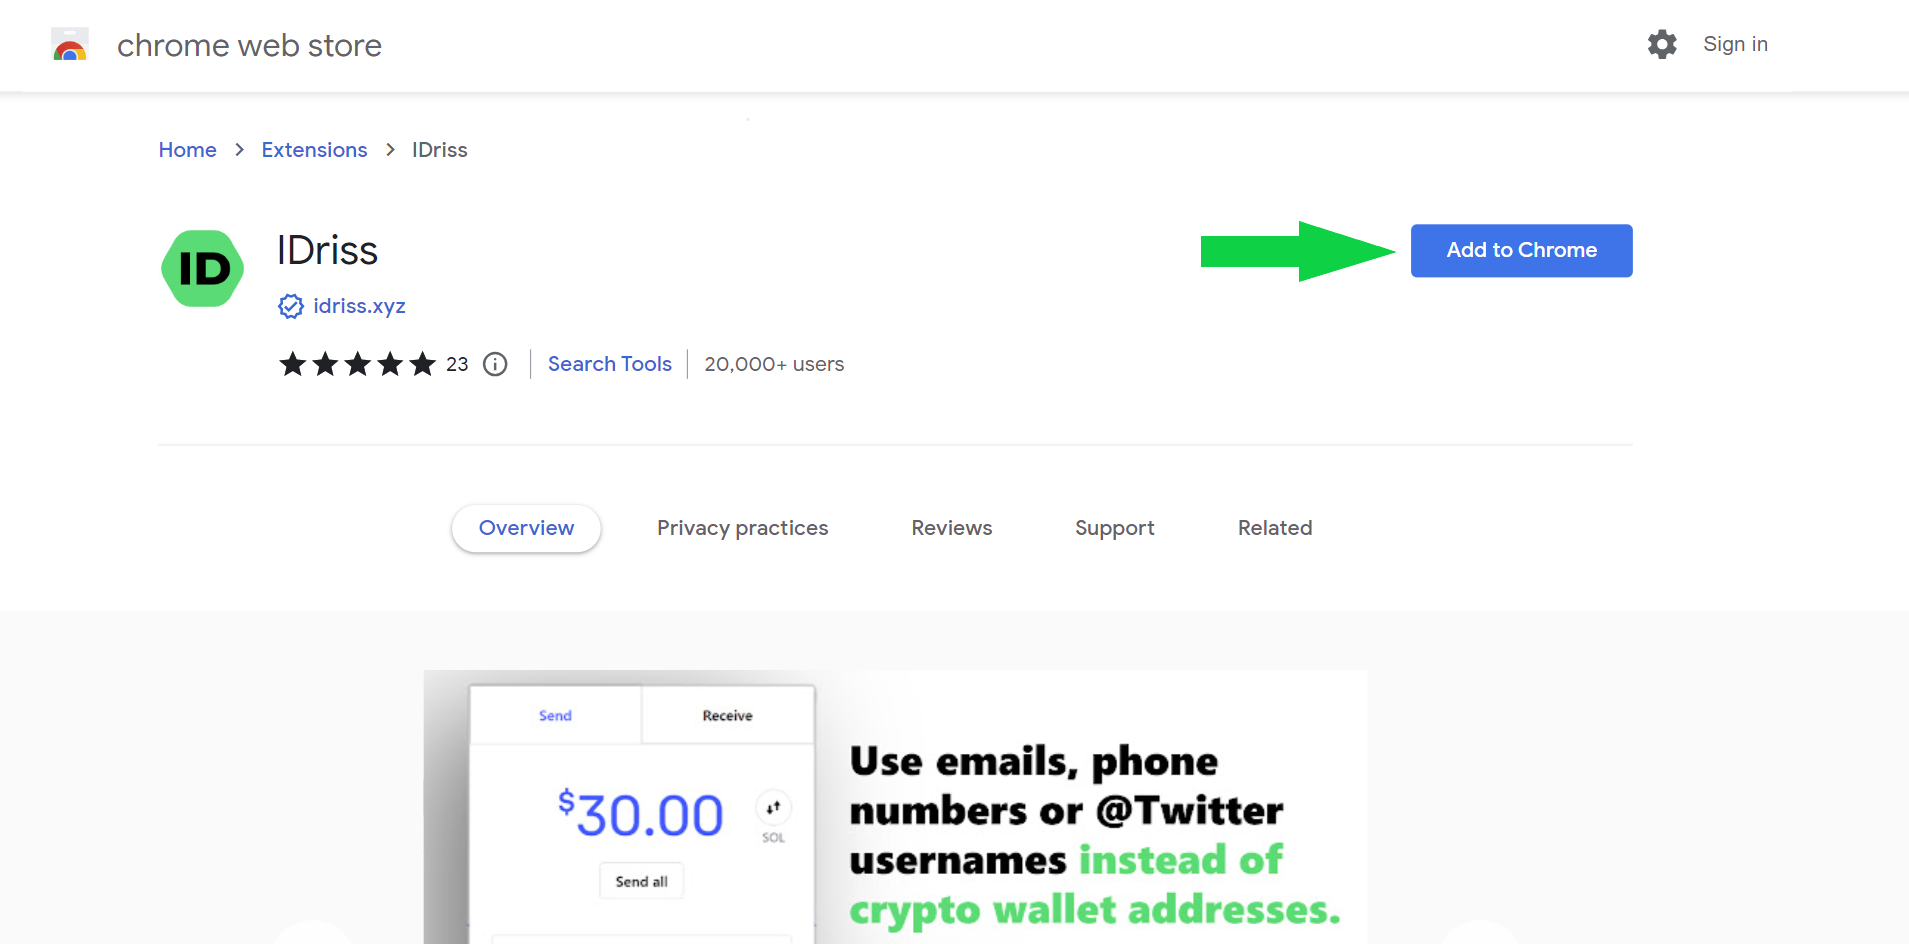 chrome web store
Sign in
Home > Extensions > IDriss
ID
IDriss
idriss.xyz
Add to Chrome
23
Search Tools
20,000+ users
Overview
Privacy practices
Reviews
Support
Related
Send
Receive
$30.00
SOL
Send all
Use emails, phone
numbers or @Twitter
usernames instead of
crypto wallet addresses.